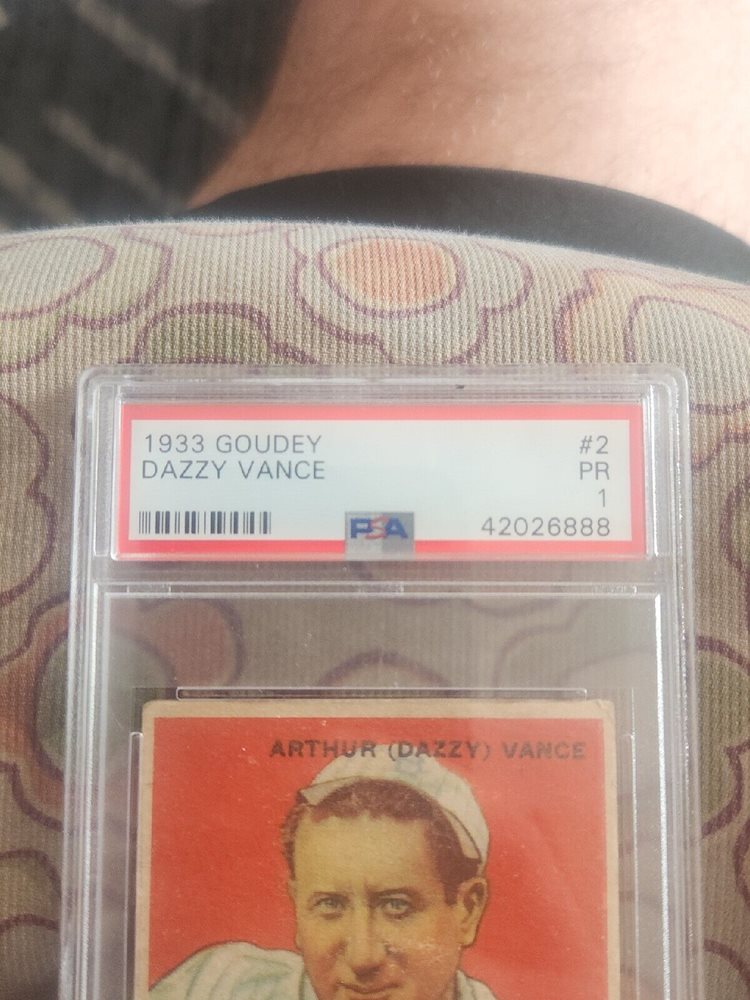 1933 GOUDEY #2
DAZZY VANCE PR
1
PSA 42026888
ARTHUR (DAZZY) VANCE